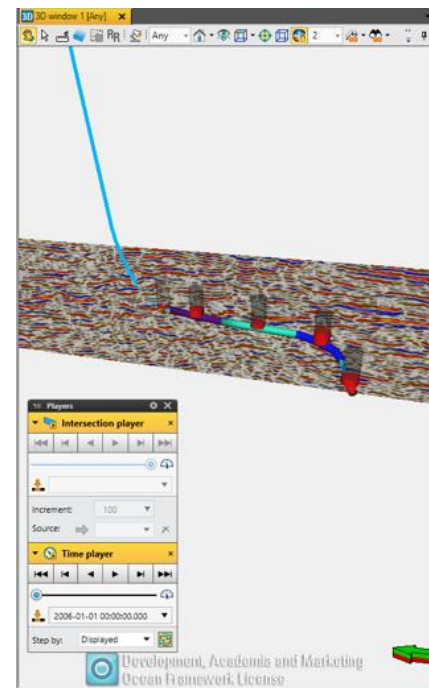 3D 3D window 1 [Any] ×
Any 2
Players
Intersection player
Increment: 100
Source:
Time player
2006-01-01 00:00:00.000
Step by: Displayed
Development, Academia and Marketing
Ocean Framework License